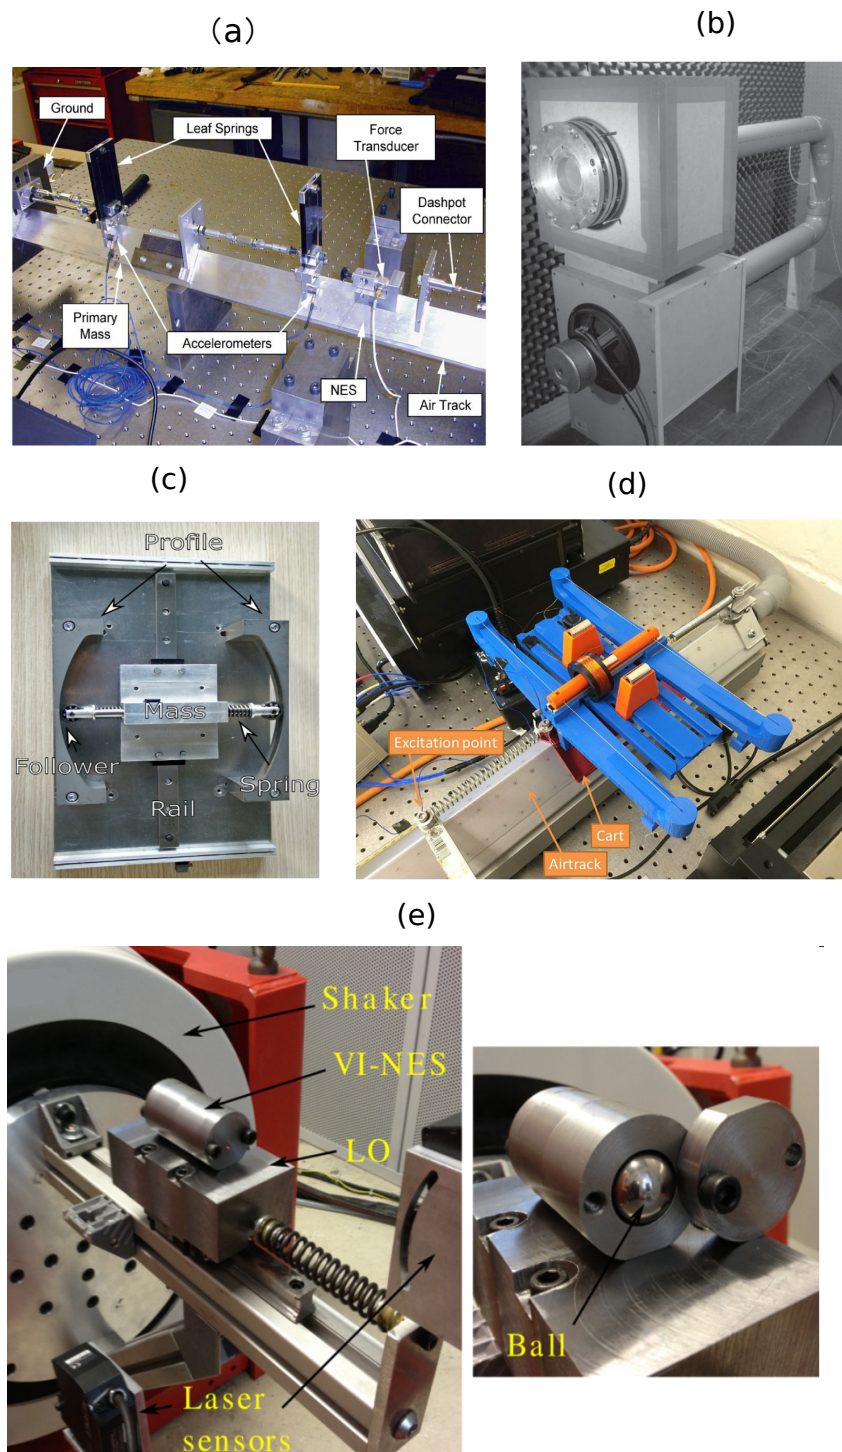 (a)
(b)
Ground
Leaf Springs
Force
Transducer
Dashpot
Connector
Primary
Mass
Accelerometers
NES
Air Track
(c)
(d)
Profile
Mass
Follower
Spring
Rail
Excitation point
Cart
Airtrack
(e)
Shaker
VI-NES
LO
Ball
Laser
sensors